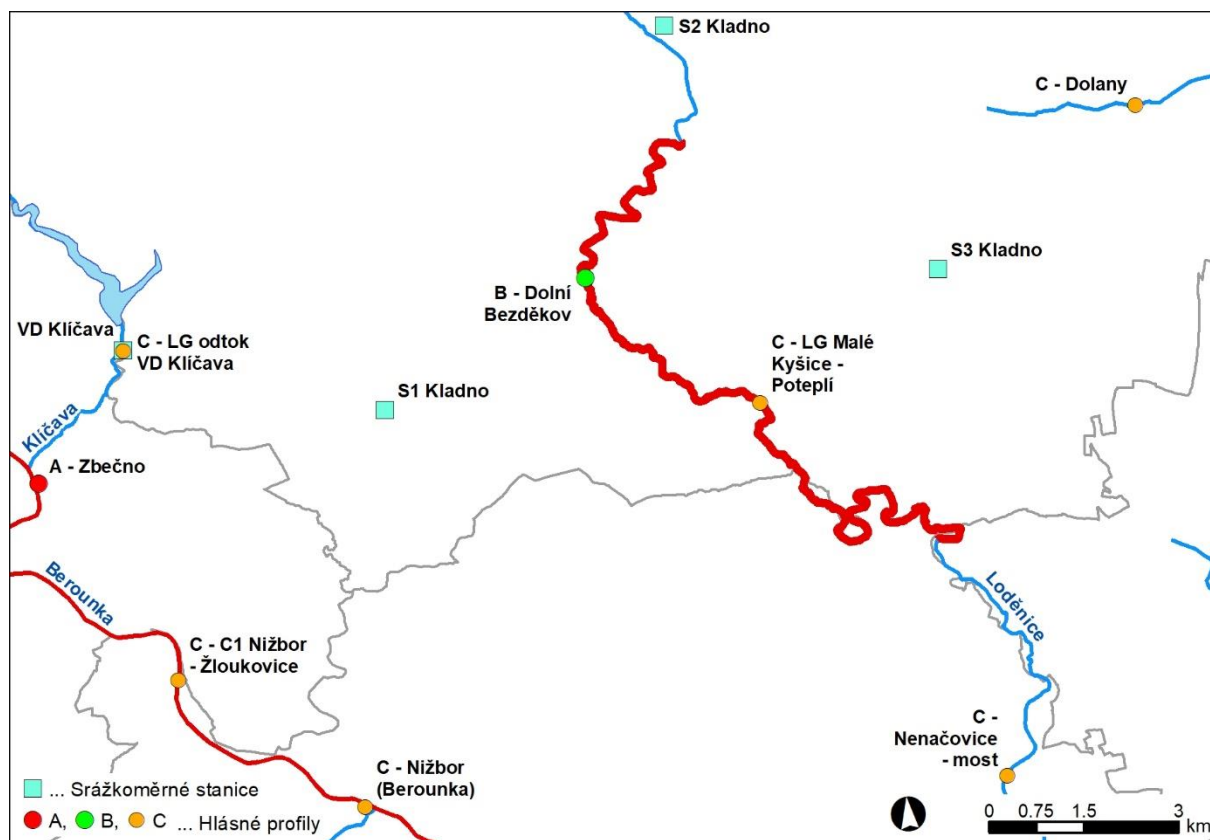 S2 Kladno
C - Dolany
S3 Kladno
B - Dolní
Bezděkov
VD Klíčava
C - LG odtok
VD Klíčava
C - LG Malé
Kyšice -
Poteplí
S1 Kladno
Klíčava
A - Zbečno
Berounka
Loděnice
C - C1 Nižbor
- Žloukovice
C -
Nenačovice
- most
C - Nižbor
(Berounka)
... Srážkoměrné stanice
A, B, C ... Hlásné profily
0 0.75 1.5 3
km